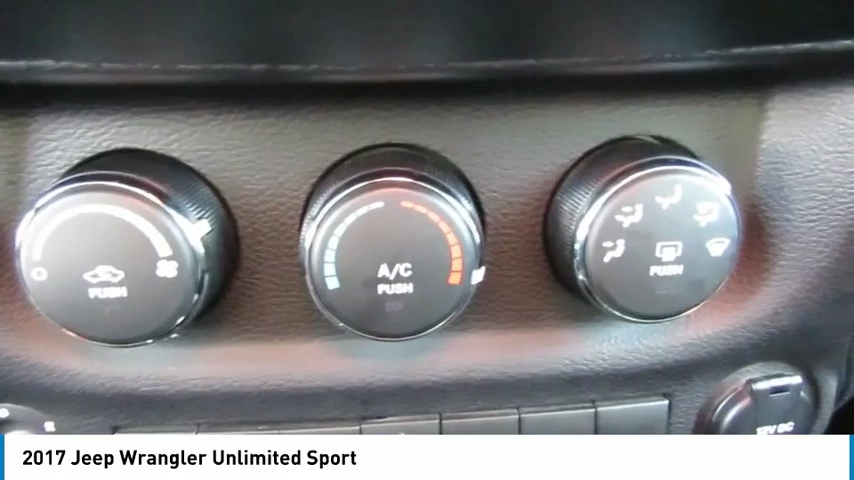 PUSH
A/C
PUSH
PUSH
12V DC
2017 Jeep Wrangler Unlimited Sport